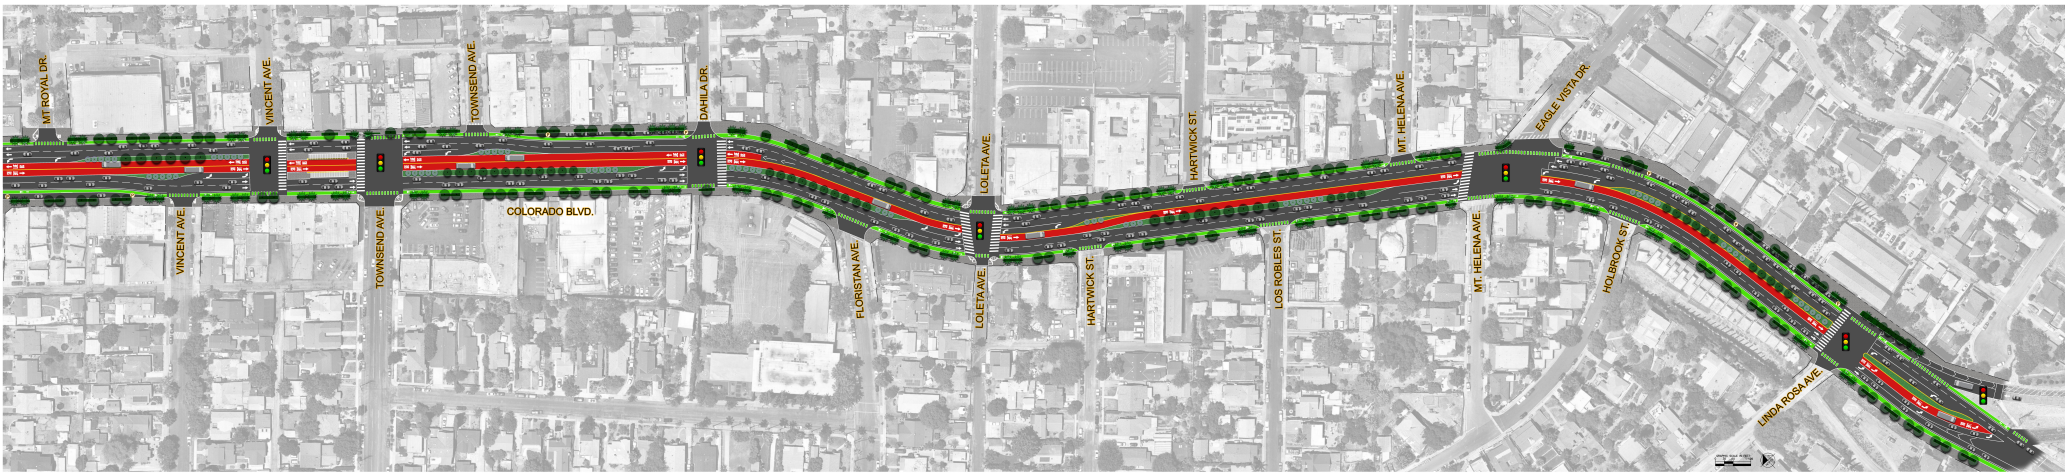 MT ROYAL DR.
VINCENT AVE.
TOWNSEND AVE.
DAHILA DR.
LOLETA AVE.
HARTWICK ST.
MT. HELENA AVE.
EAGLE VISTA DR.
COLORADO BLVD.
VINCENT AVE.
TOWNSEND AVE.
FLORISTAN AVE.
LOLETA AVE.
HARTWICK ST.
LOS ROBLESS ST.
MT. HELENA AVE.
HOLBROOK ST.
LINDA ROSA AVE.